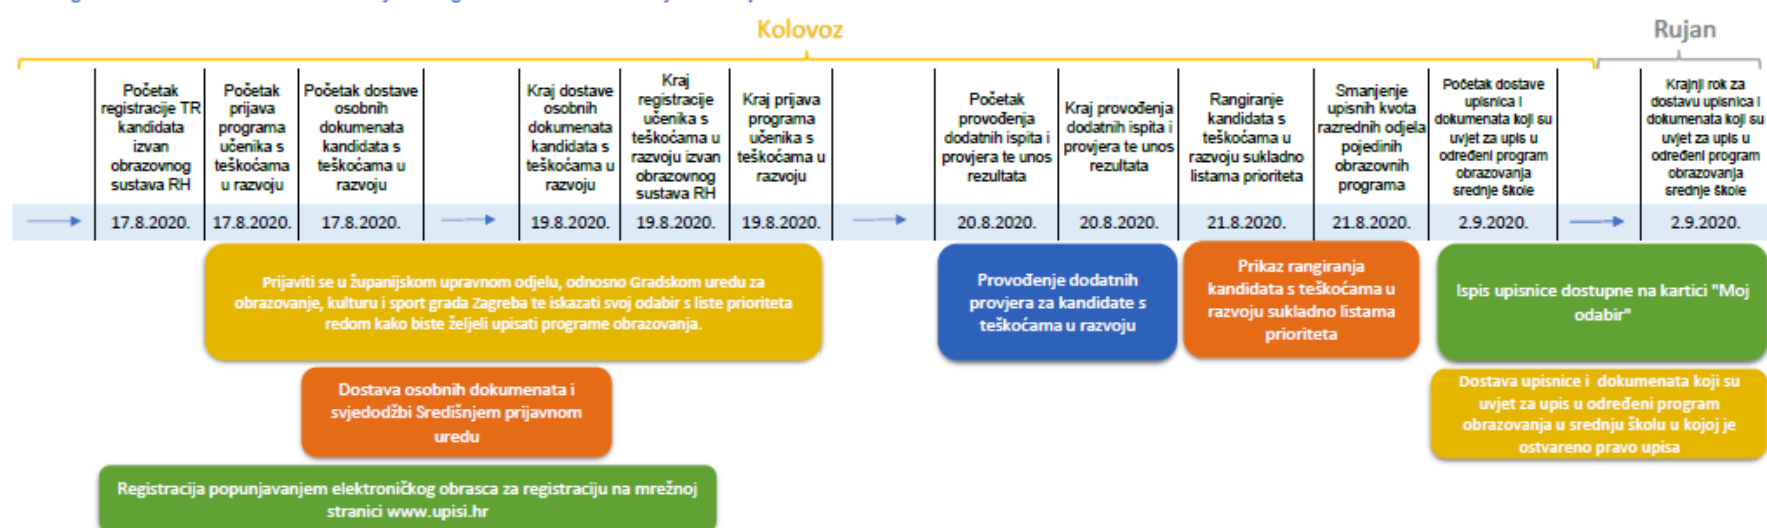 Kolovoz
Rujan
Početak
registracije TR
kandidata
izvan
obrazovnog
sustava RH
Početak
prijava
programa
učenika s
teškoćama
u razvoju
Početak dostave
osobnih
dokumenata
kandidata s
teškoćama u
razvoju
Kraj dostave
osobnih
dokumenata
kandidata s
teškoćama u
razvoju
Kraj
registracije
učenika s
teškoćama u
razvoju izvan
obrazovnog
sustava RH
Kraj prijava
programa
učenika s
teškoćama u
razvoju
Početak
provođenja
dodatnih ispita i
provjera te unos
rezultata
Kraj provođenja
dodatnih ispita i
provjera te unos
rezultata
Rangiranje
kandidata s
teškoćama u
razvoju sukladno
listama prioriteta
Smanjenje
upisnih kvota
razrednih odjela
pojedinih
obrazovnih
programa
Početak dostave
upisnica i
dokumenata koji su
uvjet za upis u
određeni program
obrazovanja
srednje škole
Krajnji rok za
dostavu upisnica i
dokumenata koji su
uvjet za upis u
određeni program
obrazovanja
srednje škole
17.8.2020.
17.8.2020.
17.8.2020.
19.8.2020.
19.8.2020.
19.8.2020.
20.8.2020.
20.8.2020.
21.8.2020.
21.8.2020.
2.9.2020.
2.9.2020.
Prijaviti se u županijskom upravnom odjelu, odnosno Gradskom uredu za
obrazovanje, kulturu i sport grada Zagreba te iskazati svoj odabir s liste prioriteta
redom kako biste željeli upisati programe obrazovanja.
Provođenje dodatnih
provjera za kandidate s
teškoćama u razvoju
Prikaz rangiranja
kandidata s teškoćama u
razvoju sukladno listama
prioriteta
Ispis upisnice dostupne na kartici "Moj
odabir"
Dostava osobnih dokumenata i
svjedodžbi Središnjem prijavnom
uredu
Dostava upisnice i dokumenata koji su
uvjet za upis u određeni program
obrazovanja u srednju školu u kojoj je
ostvareno pravo upisa
Registracija popunjavanjem elektroničkog obrasca za registraciju na mrežnoj
stranici www.upisi.hr